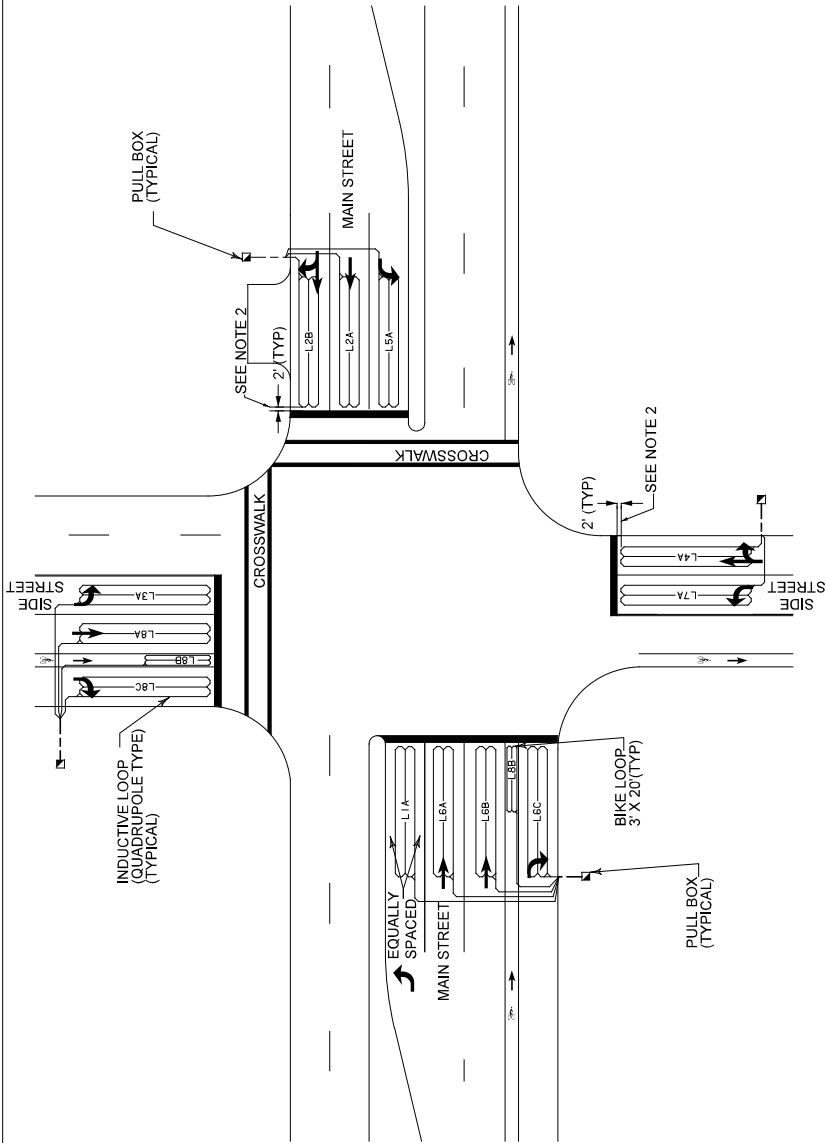 PULL BOX
(TYPICAL)
MAIN STREET
SEE NOTE 2
2' (TYP)
L2B
L2A
L5A
CROSSWALK
CROSSWALK
SIDE
STREET
L3A
L8A
L8B
L8C
INDUCTIVE LOOP
(QUADRUPOLE TYPE)
(TYPICAL)
2' (TYP)
SEE NOTE 2
L4A
L7A
SIDE
STREET
L1A
L6A
L6B
L8B
L6C
EQUALLY
SPACED
MAIN STREET
BIKE LOOP
3' X 20'(TYP)
PULL BOX
(TYPICAL)